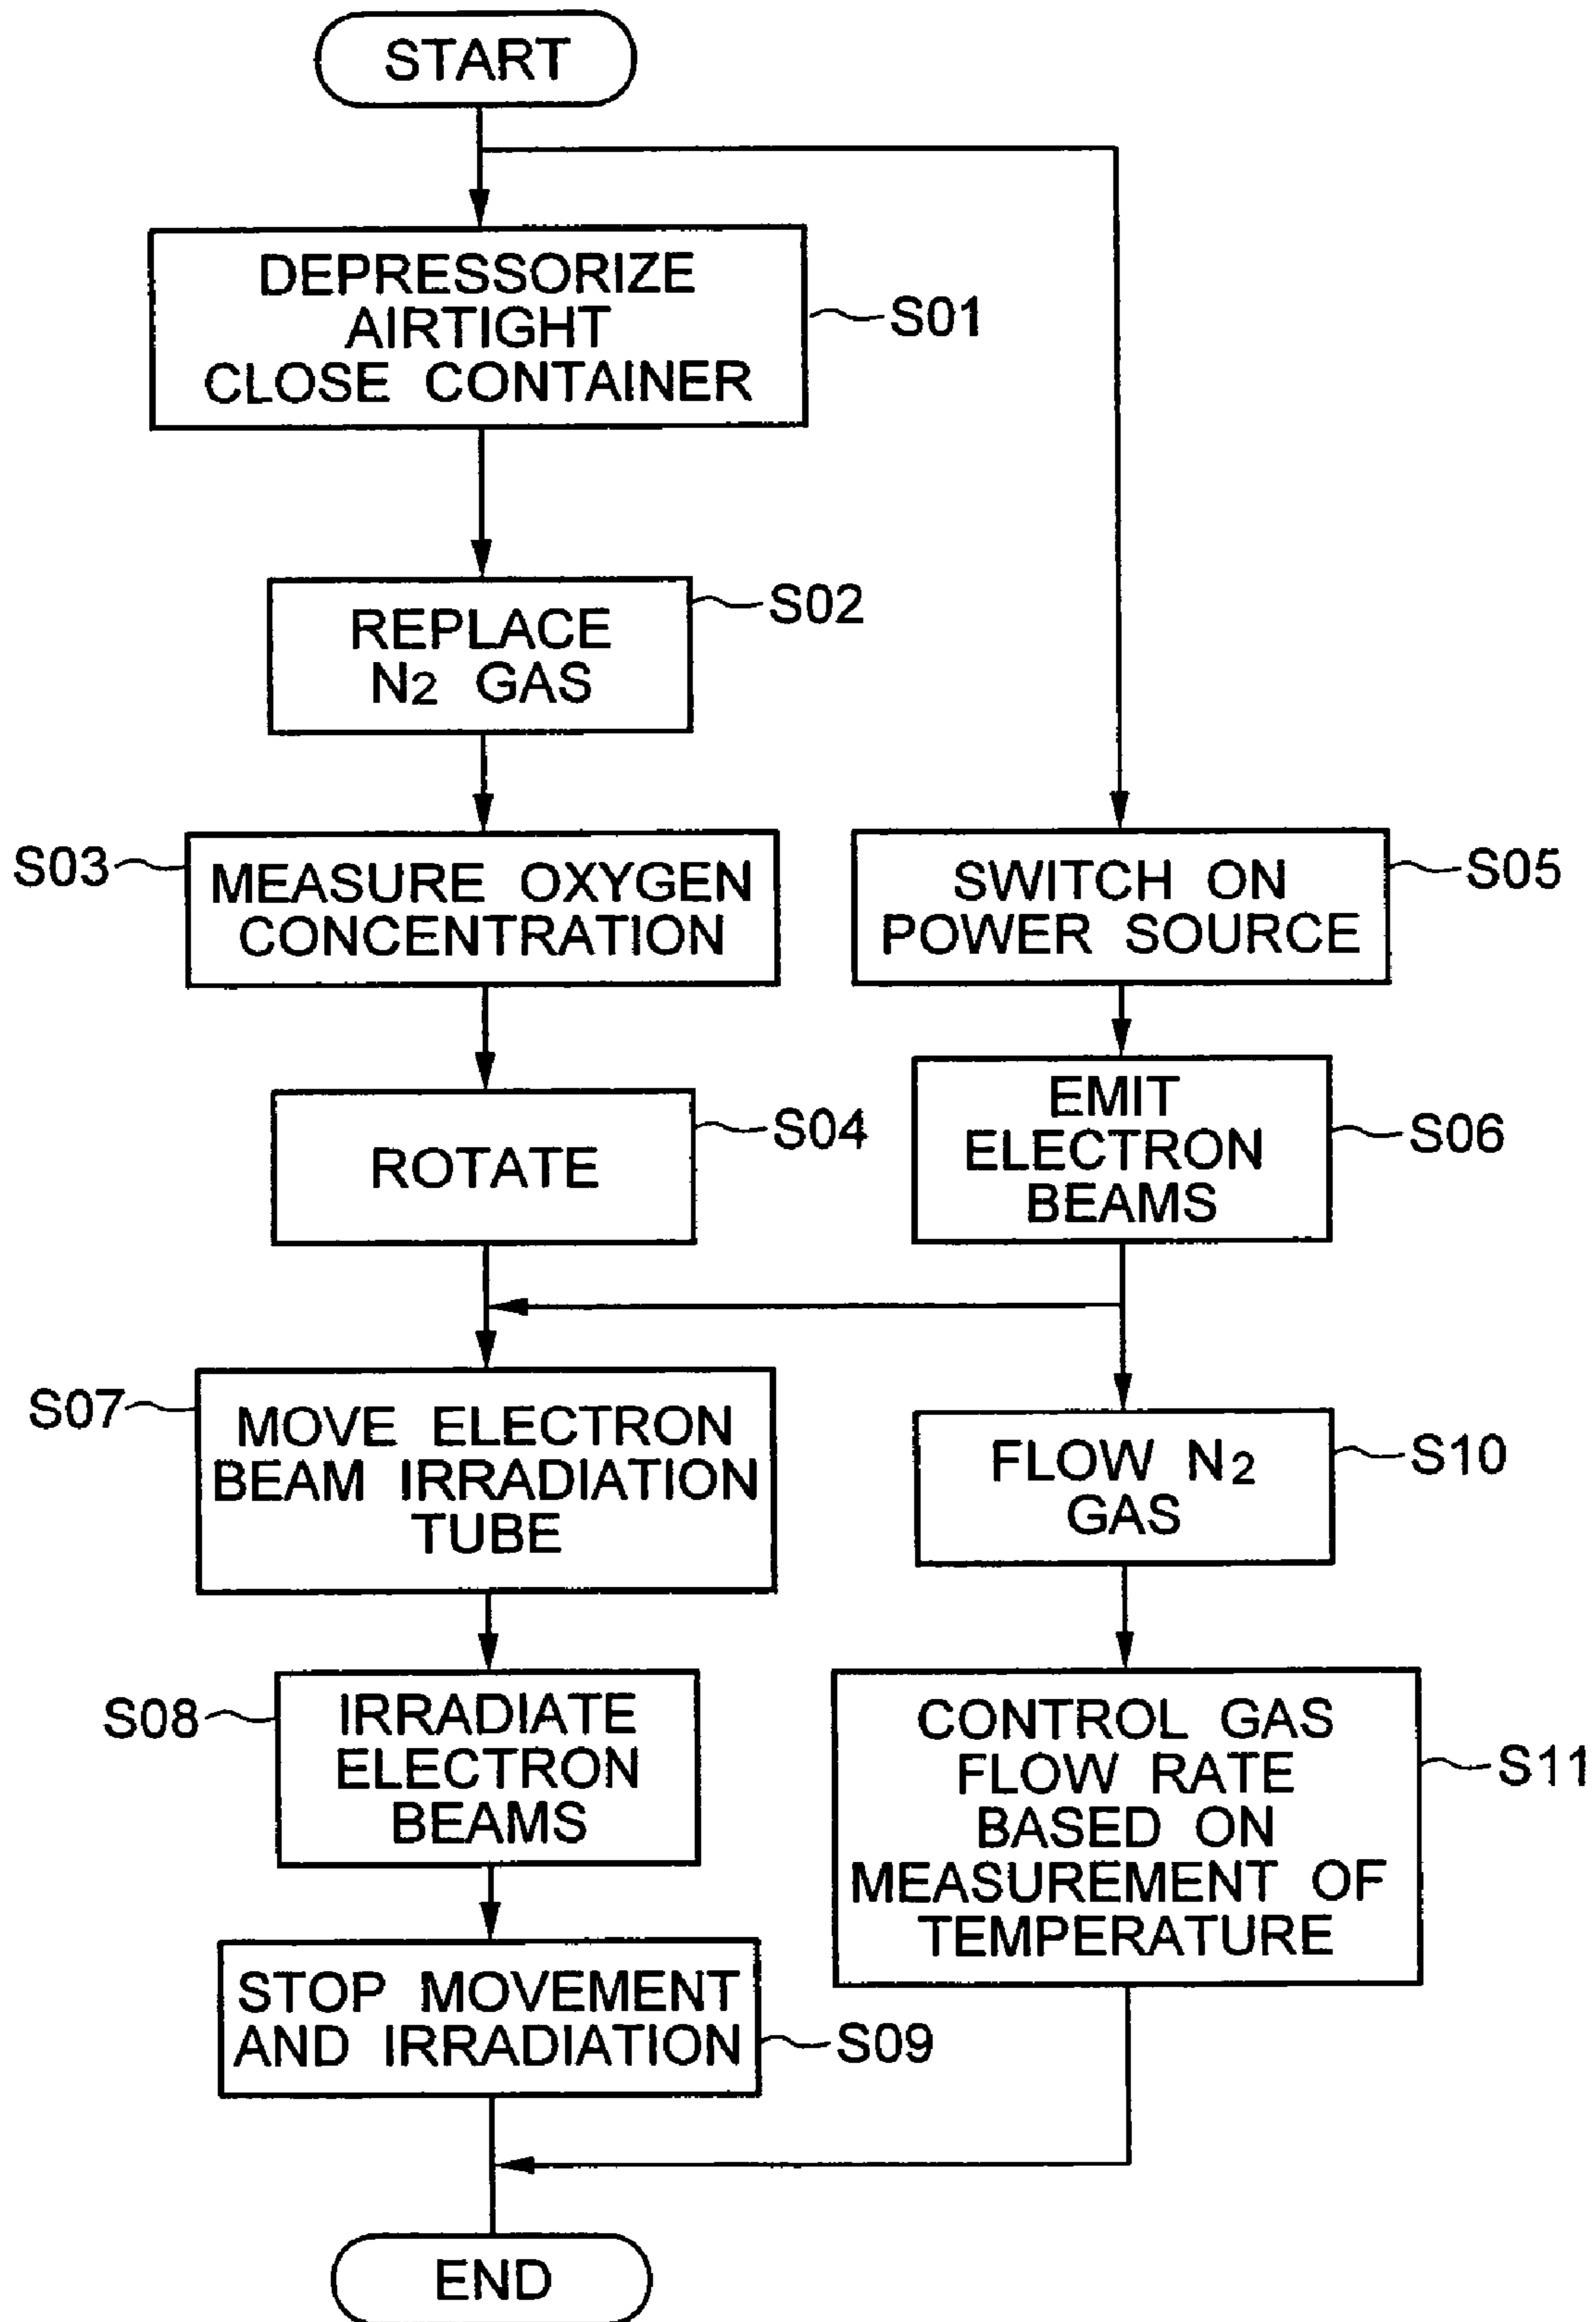 START
DEPRESSORIZE
AIRTIGHT
CLOSE CONTAINER
S01
REPLACE
N2 GAS
S02
S03
MEASURE OXYGEN
CONCENTRATION
SWITCH ON
POWER SOURCE
S05
ROTATE
S04
EMIT
ELECTRON
BEAMS
S06
S07
MOVE ELECTRON
BEAM IRRADIATION
TUBE
FLOW N2
GAS
S10
S08
IRRADIATE
ELECTRON
BEAMS
CONTROL GAS
FLOW RATE
BASED ON
MEASUREMENT OF
TEMPERATURE
S11
STOP MOVEMENT
AND IRRADIATION
S09
END